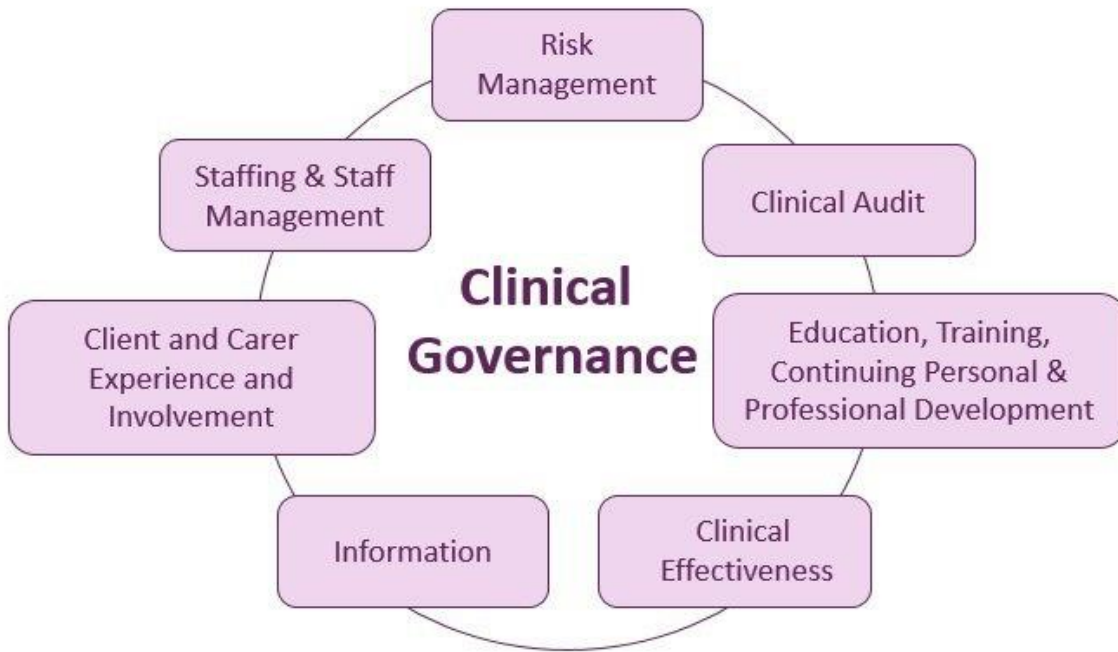 Risk
Management
Staffing & Staff
Management
Clinical Audit
Clinical
Governance
Client and Carer
Experience and
Involvement
Education, Training,
Continuing Personal &
Professional Development
Information
Clinical
Effectiveness